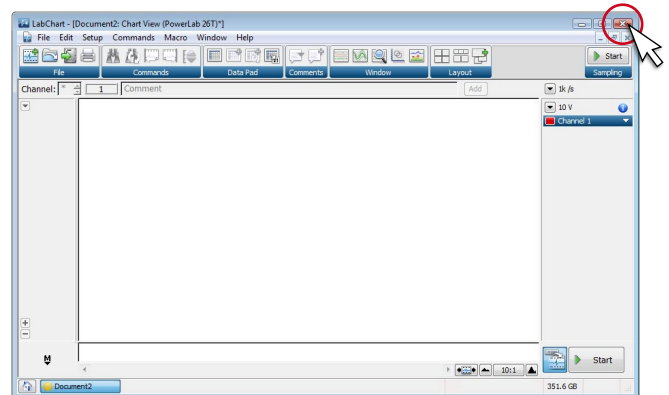 LabChart - [Document2: Chart View (PowerLab 26T)*]
File Edit Setup Commands Macro Window Help
File Commands Data Pad Comments Window Layout Sampling
Start
Channel: * 1 Comment Add 1k /s
10 V
Channel 1
M
10:1
Start
Document2 351.6 GB